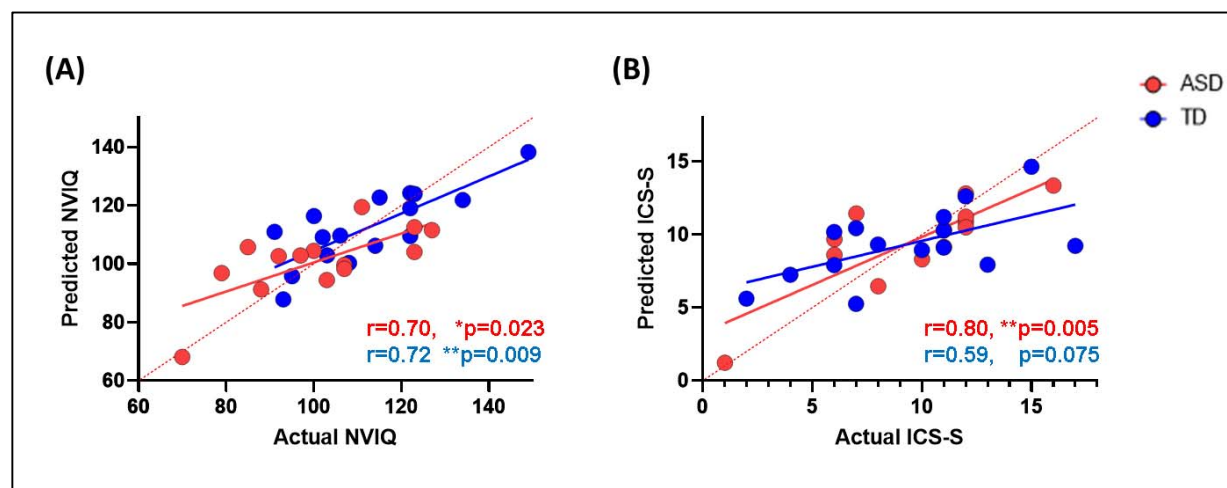 (A)
Predicted NVIQ
140
120
100
80
60
60 80 100 120 140
Actual NVIQ
r=0.70, *p=0.023
r=0.72 **p=0.009
(B)
Predicted ICS-S
15
10
5
0
0 5 10 15
Actual ICS-S
r=0.80, **p=0.005
r=0.59, p=0.075
ASD
TD